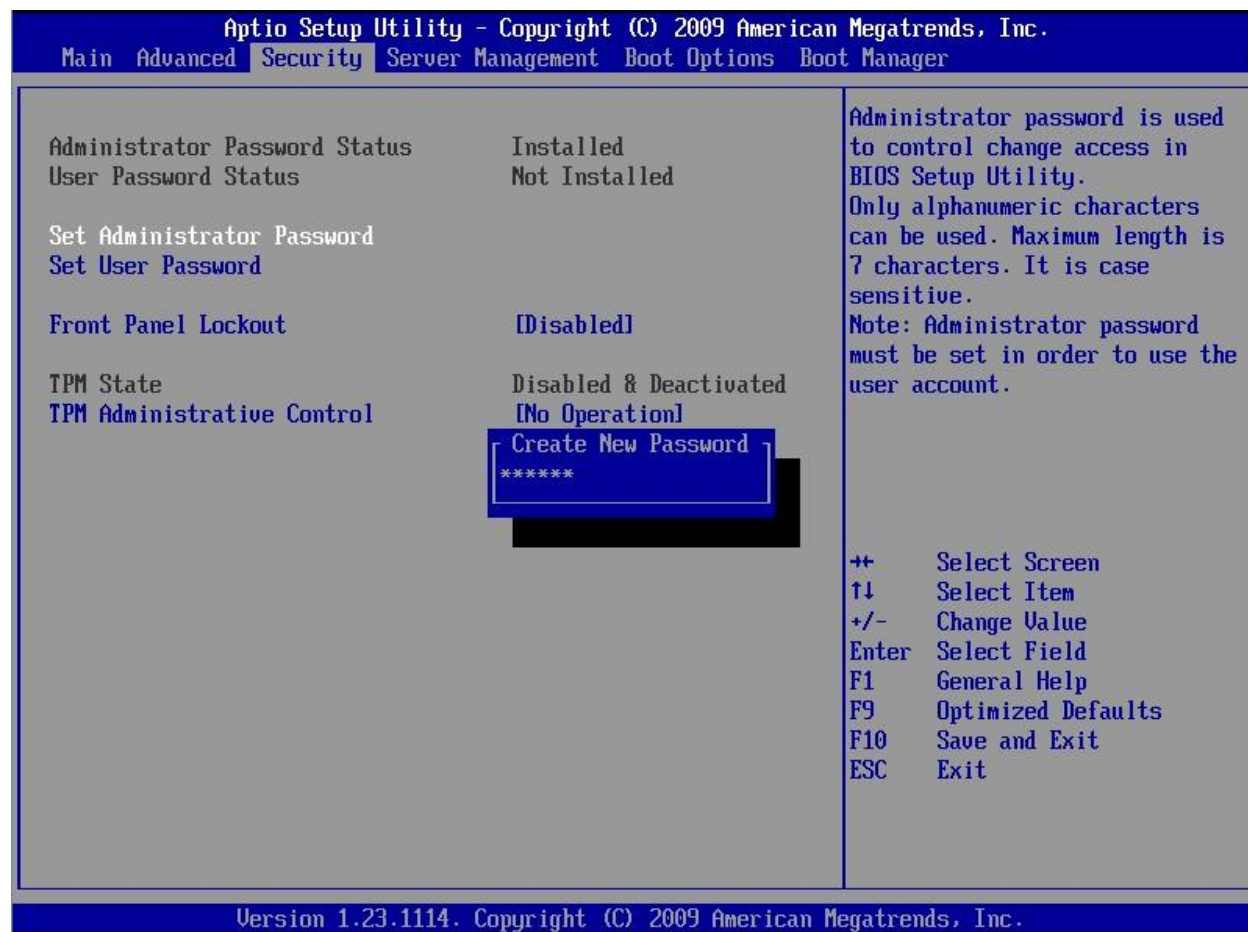 Aptio Setup Utility - Copyright (C) 2009 American Megatrends, Inc.
Main Advanced Security Server Management Boot Options Boot Manager
Administrator Password Status Installed
User Password Status Not Installed
Set Administrator Password
Set User Password
Front Panel Lockout [Disabled]
TPM State Disabled & Deactivated
TPM Administrative Control [No Operation]
Create New Password
******
Administrator password is used
to control change access in
BIOS Setup Utility.
Only alphanumeric characters
can be used. Maximum length is
7 characters. It is case
sensitive.
Note: Administrator password
must be set in order to use the
user account.
→← Select Screen
↑↓ Select Item
+/- Change Value
Enter Select Field
F1 General Help
F9 Optimized Defaults
F10 Save and Exit
ESC Exit
Version 1.23.1114. Copyright (C) 2009 American Megatrends, Inc.